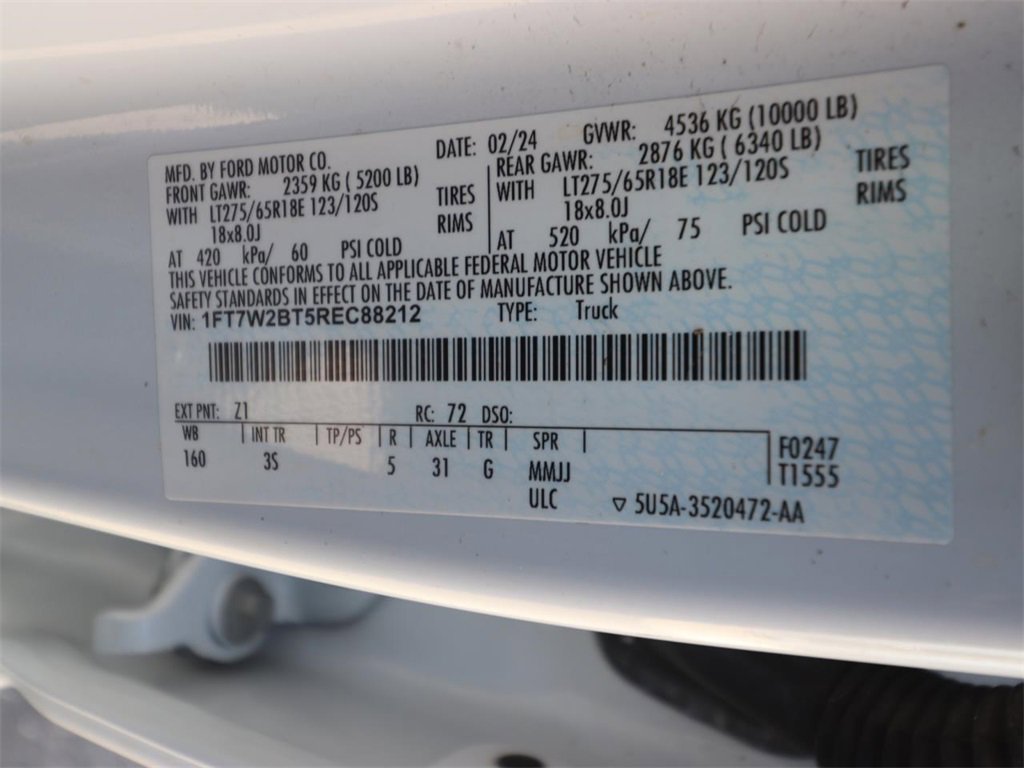 MFD. BY FORD MOTOR CO. DATE: 02/24 GVWR: 4536 KG (10000 LB)
FRONT GAWR: 2359 KG ( 5200 LB) REAR GAWR: 2876 KG ( 6340 LB)
WITH LT275/65R18E 123/120S TIRES WITH LT275/65R18E 123/120S TIRES
18x8.0J RIMS 18x8.0J RIMS
AT 420 kPa/ 60 PSI COLD AT 520 kPa/ 75 PSI COLD
THIS VEHICLE CONFORMS TO ALL APPLICABLE FEDERAL MOTOR VEHICLE
SAFETY STANDARDS IN EFFECT ON THE DATE OF MANUFACTURE SHOWN ABOVE.
VIN: 1FT7W2BT5REC88212 TYPE: Truck
EXT PNT: Z1 RC: 72 DSO:
WB INT TR TP/PS R AXLE TR SPR F0247
160 3S 5 31 G MMJJ T1555
ULC ▽ 5U5A-3520472-AA